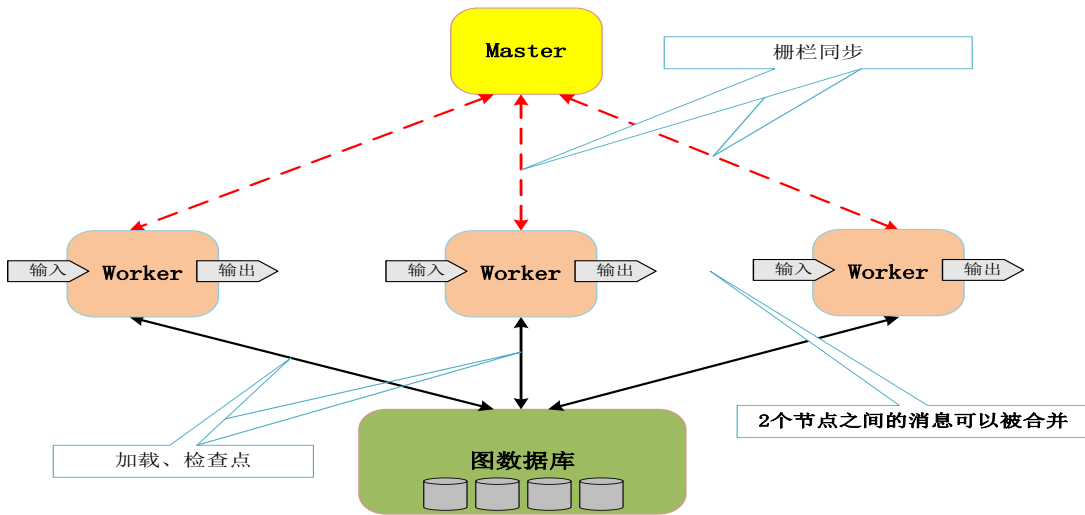 Master
栅栏同步
输入
Worker
输出
输入
Worker
输出
输入
Worker
输出
2个节点之间的消息可以被合并
加载、检查点
图数据库